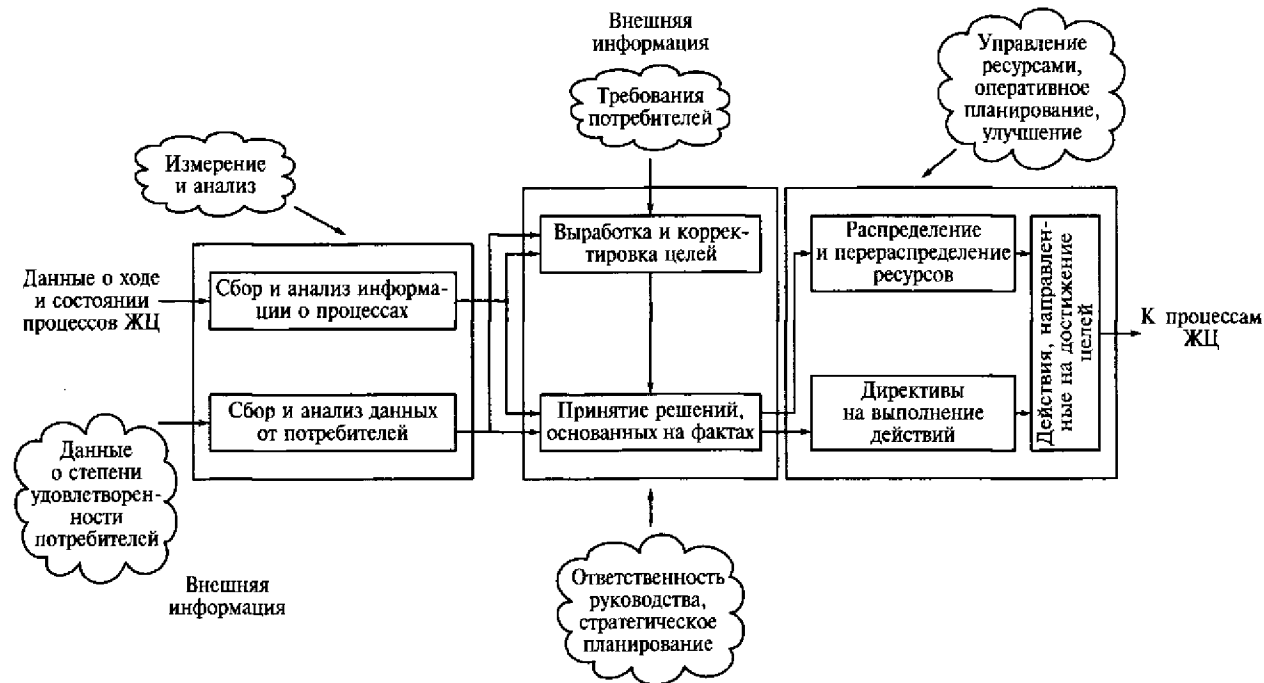 Внешняя
информация
Требования
потребителей
Управление
ресурсами,
оперативное
планирование,
улучшение
Измерение
и анализ
Данные о ходе
и состоянии
процессов ЖЦ
Сбор и анализ информа-
ции о процессах
Сбор и анализ данных
от потребителей
Выработка и коррек-
тировка целей
Принятие решений,
основанных на фактах
Распределение
и перераспределение
ресурсов
Директивы
на выполнение
действий
Действия, направлен-
ные на достижение
целей
К процессам
ЖЦ
Данные
о степени
удовлетворен-
ности
потребителей
Внешняя
информация
Ответственность
руководства,
стратегическое
планирование